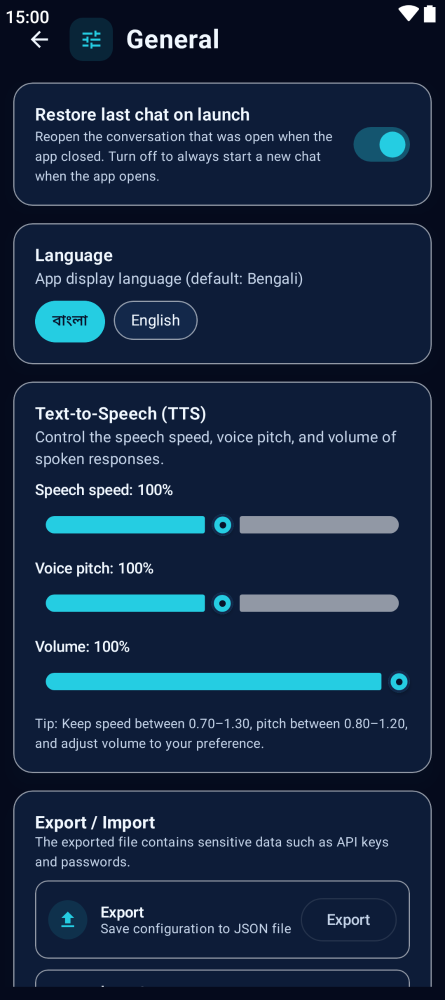 15:00
General
Restore last chat on launch
Reopen the conversation that was open when the
app closed. Turn off to always start a new chat
when the app opens.
Language
App display language (default: Bengali)
বাংলা
English
Text-to-Speech (TTS)
Control the speech speed, voice pitch, and volume of
spoken responses.
Speech speed: 100%
Voice pitch: 100%
Volume: 100%
Tip: Keep speed between 0.70–1.30, pitch between 0.80–1.20,
and adjust volume to your preference.
Export / Import
The exported file contains sensitive data such as API keys
and passwords.
Export
Save configuration to JSON file
Export